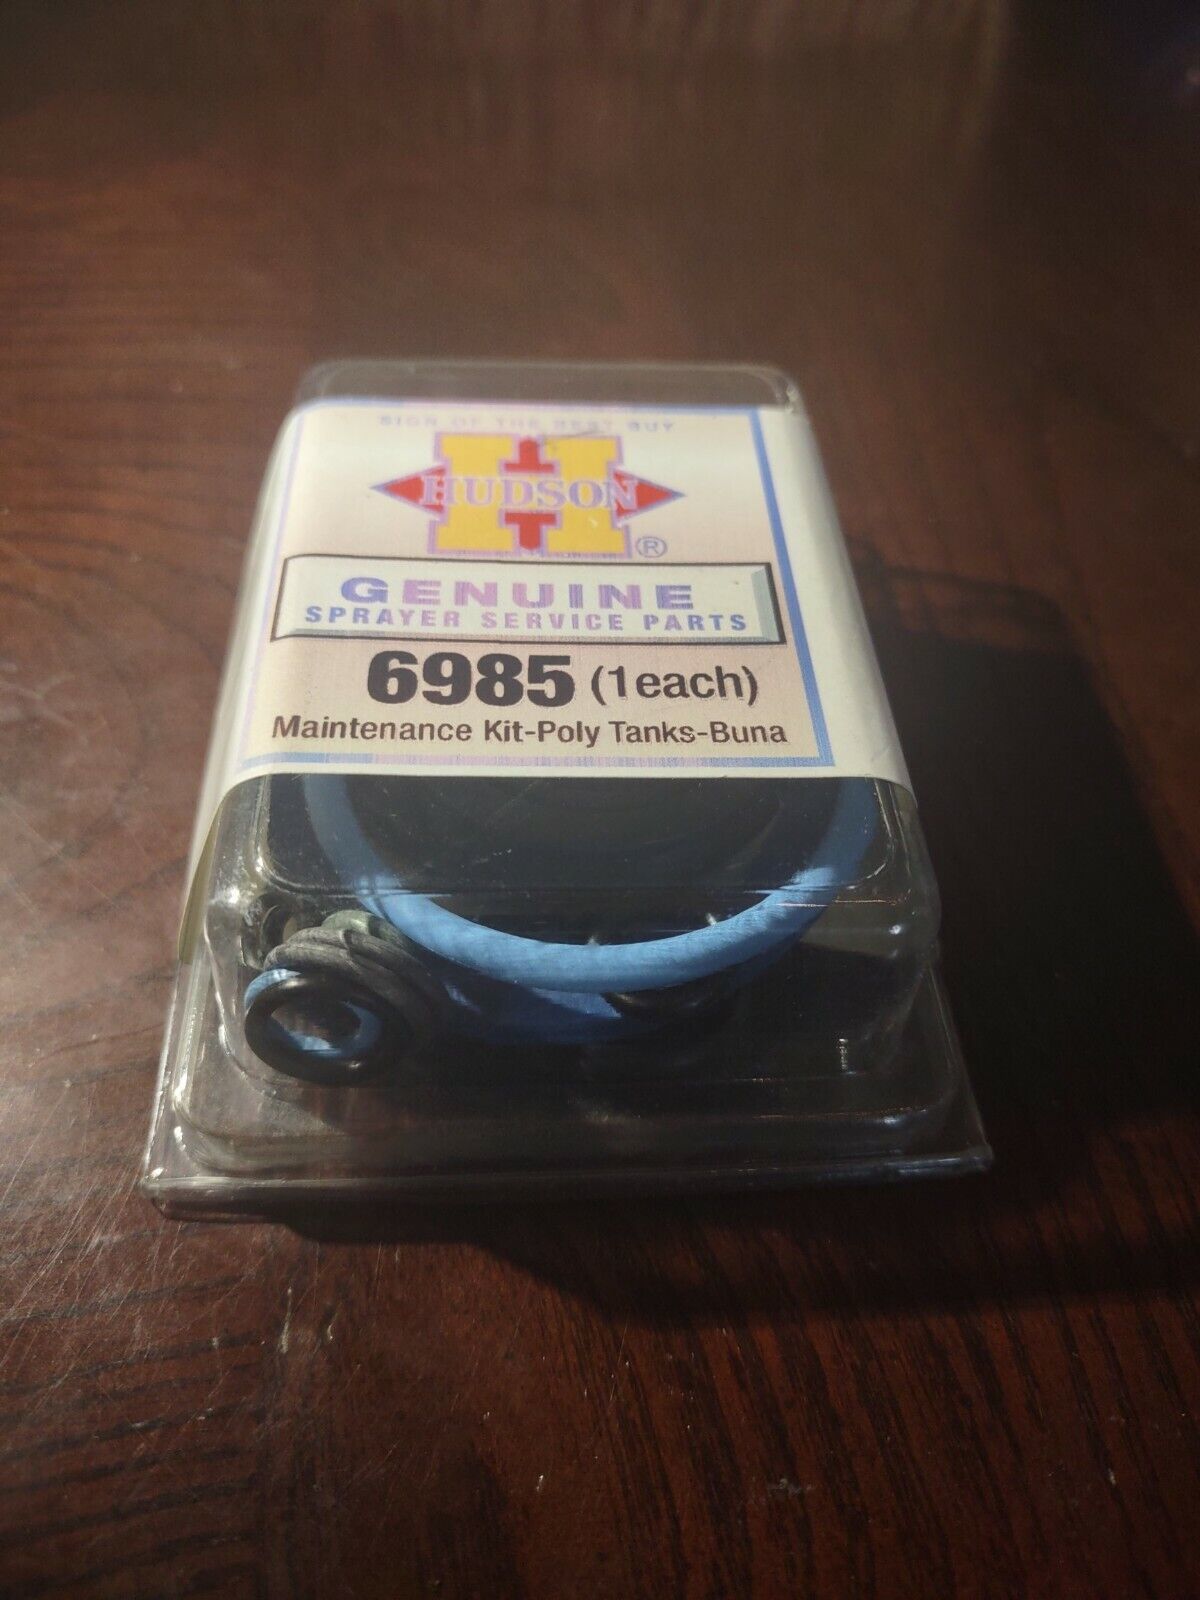 SIGN OF THE BEST BUY
HUDSON
®
GENUINE
SPRAYER SERVICE PARTS
6985 (1each)
Maintenance Kit-Poly Tanks-Buna